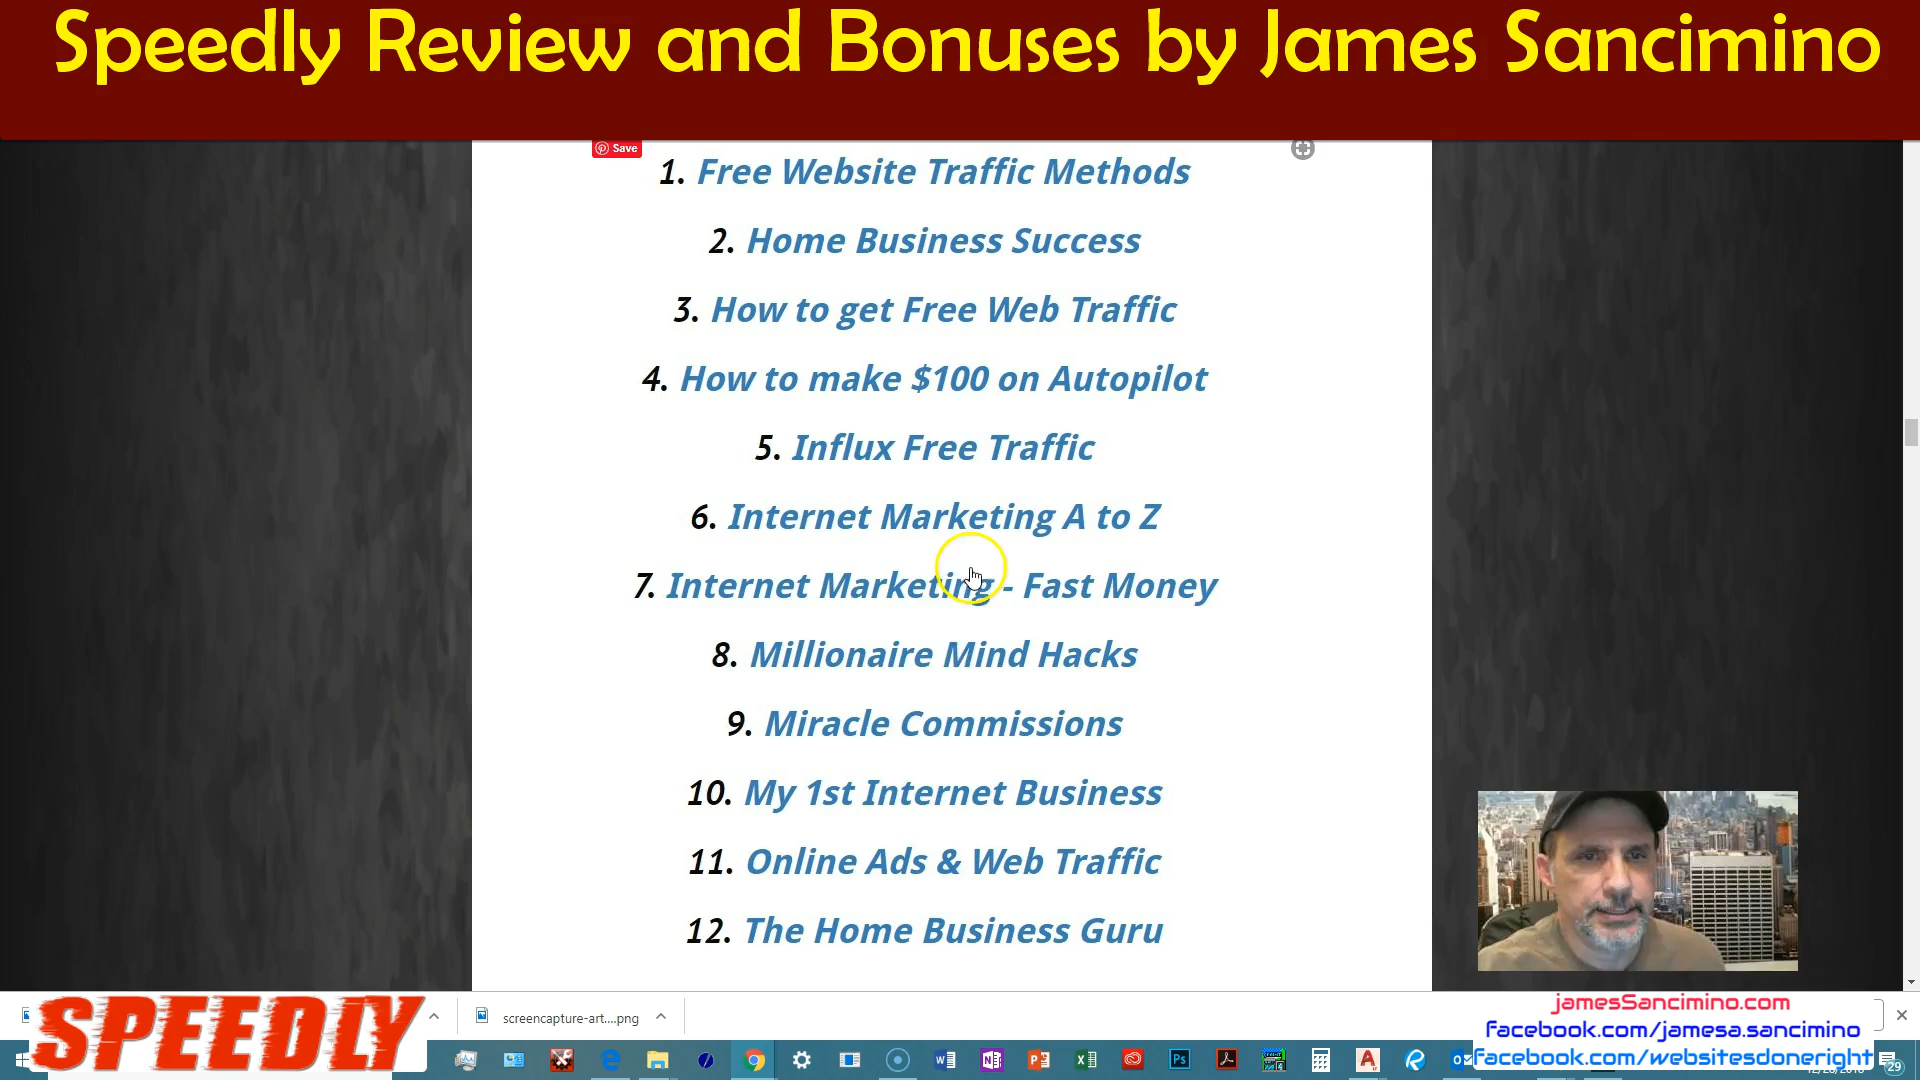 Speedly Review and Bonuses by James Sancimino
Save
1. Free Website Traffic Methods
2. Home Business Success
3. How to get Free Web Traffic
4. How to make $100 on Autopilot
5. Influx Free Traffic
6. Internet Marketing A to Z
7. Internet Marketing - Fast Money
8. Millionaire Mind Hacks
9. Miracle Commissions
10. My 1st Internet Business
11. Online Ads & Web Traffic
12. The Home Business Guru
SPEEDLY
screencapture-art....png
jamesSancimino.com
facebook.com/jamesa.sancimino
facebook.com/websitesdoneright
29